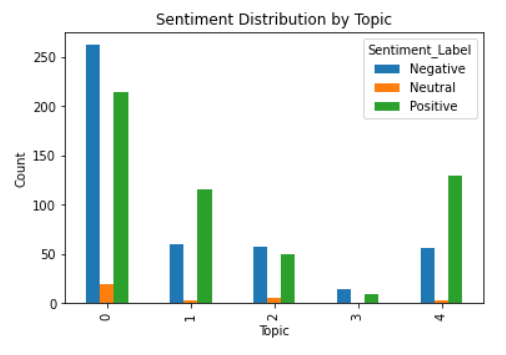 Sentiment Distribution by Topic
Sentiment_Label
Negative
Neutral
Positive
Count
250
200
150
100
50
0
0
1
2
3
4
Topic